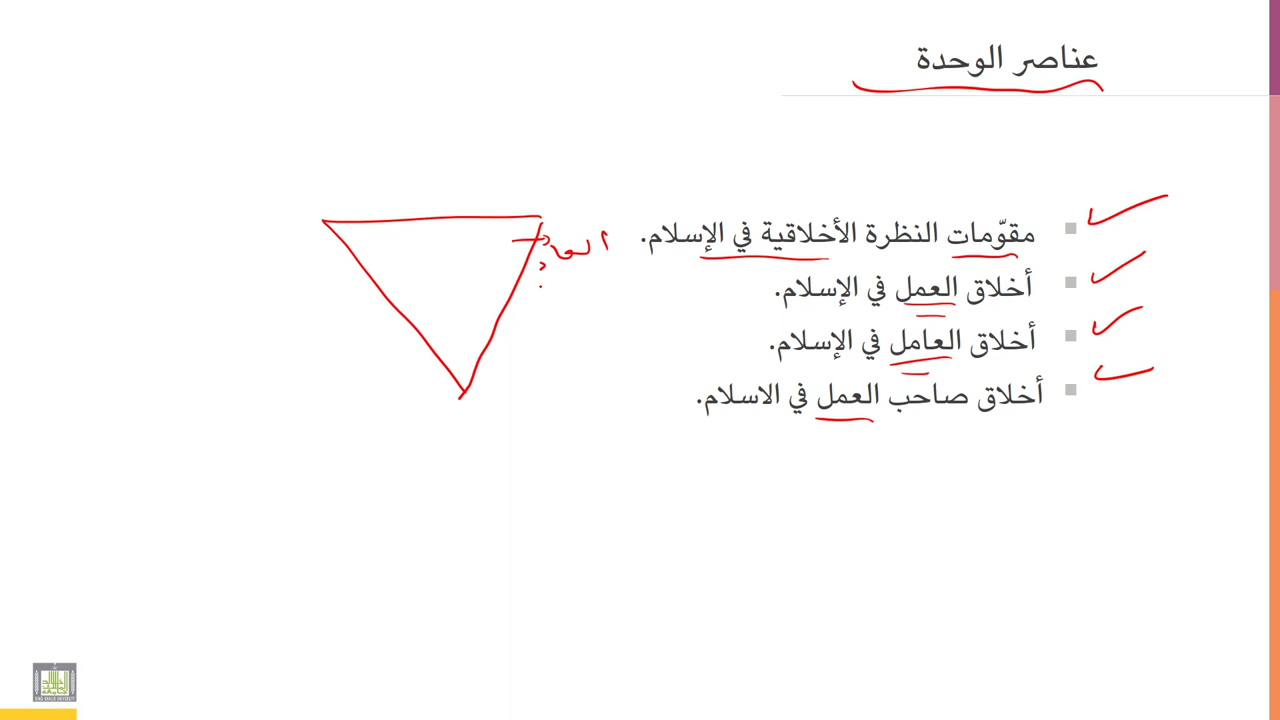 عناصر الوحدة
مقوّمات النظرة الأخلاقية في الإسلام.
أخلاق العمل في الإسلام.
أخلاق العامل في الإسلام.
أخلاق صاحب العمل في الاسلام.